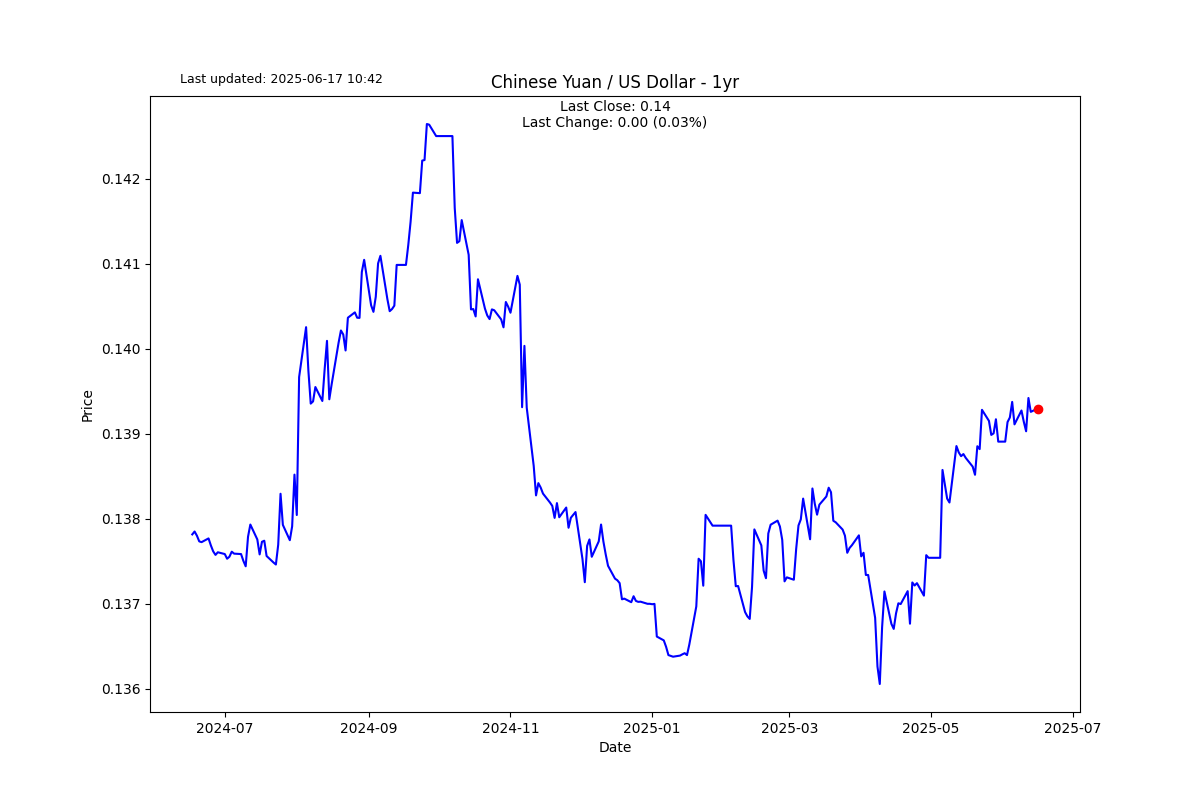 Last updated: 2025-06-17 10:42
Chinese Yuan / US Dollar - 1yr
Last Close: 0.14
Last Change: 0.00 (0.03%)
0.142
0.141
0.140
0.139
0.138
0.137
0.136
Price
2024-07
2024-09
2024-11
2025-01
2025-03
2025-05
2025-07
Date